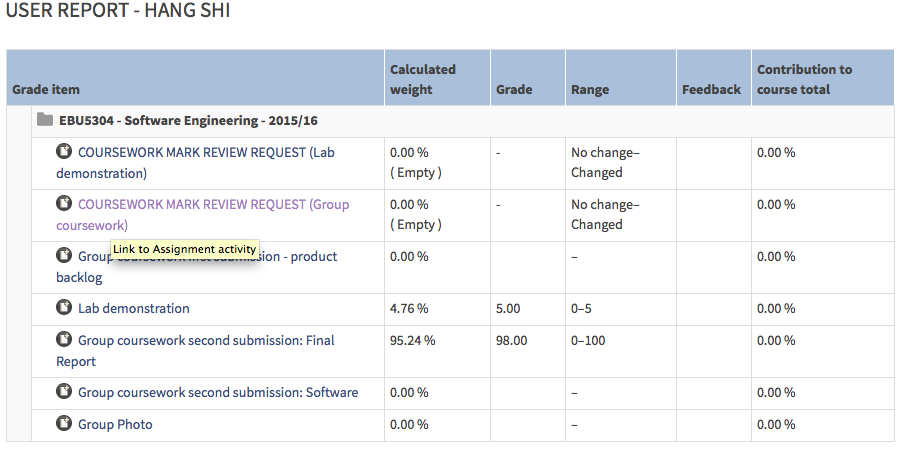 USER REPORT - HANG SHI
Grade item
Calculated weight
Grade
Range
Feedback
Contribution to course total
EBU5304 - Software Engineering - 2015/16
COURSEWORK MARK REVIEW REQUEST (Lab
demonstration)
0.00 %
( Empty )
-
No change–
Changed
0.00 %
COURSEWORK MARK REVIEW REQUEST (Group
coursework)
0.00 %
( Empty )
-
No change–
Changed
0.00 %
Link to Assignment activity
Group submission - product
backlog
0.00 %
–
0.00 %
Lab demonstration
4.76 %
5.00
0–5
0.00 %
Group coursework second submission: Final
Report
95.24 %
98.00
0–100
0.00 %
Group coursework second submission: Software
0.00 %
–
0.00 %
Group Photo
0.00 %
–
0.00 %